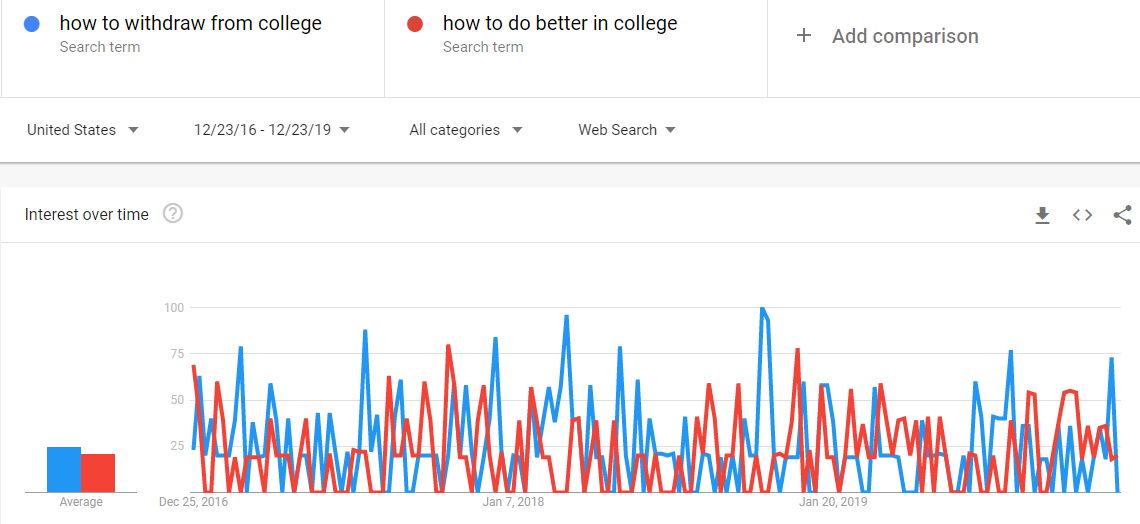 how to withdraw from college
Search term
how to do better in college
Search term
+ Add comparison
United States
12/23/16 - 12/23/19
All categories
Web Search
Interest over time ?
100
75
50
25
Average
Dec 25, 2016
Jan 7, 2018
Jan 20, 2019